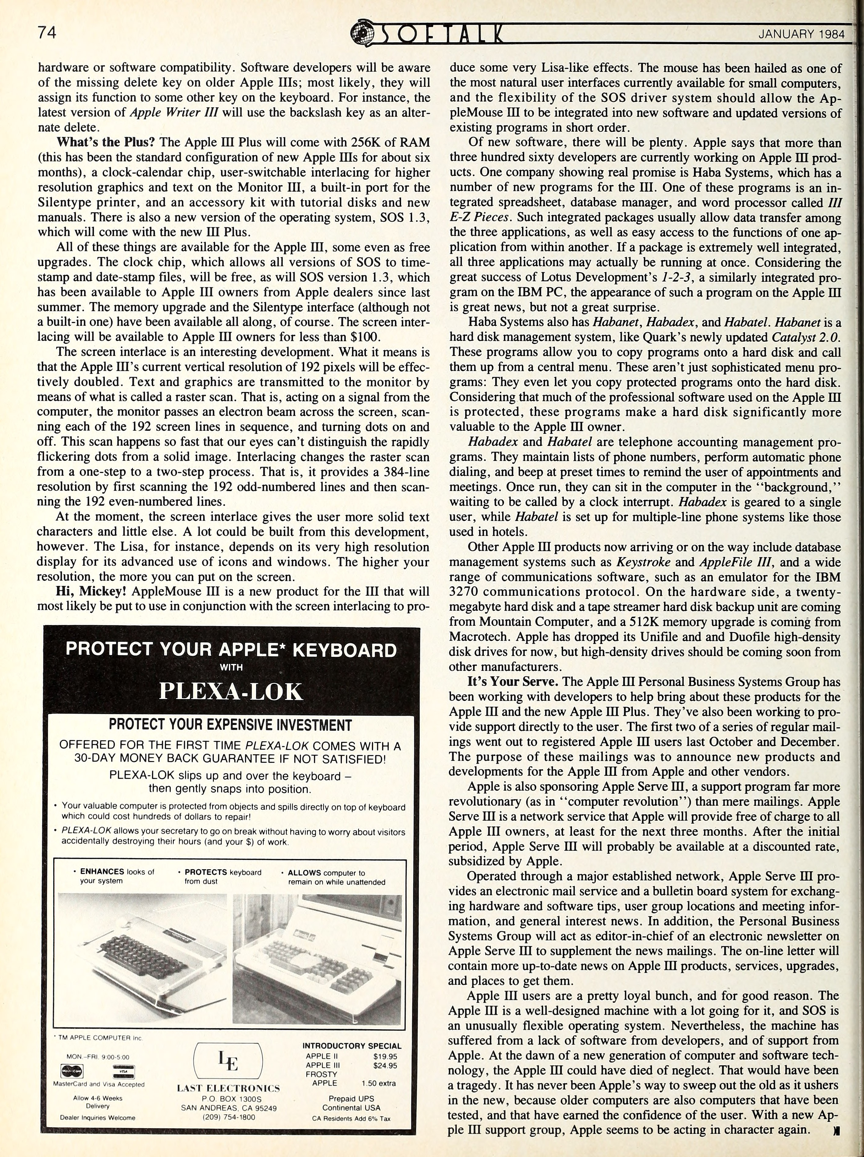 74
SOFTALK
JANUARY 1984
hardware or software compatibility. Software developers will be aware
of the missing delete key on older Apple IIIs; most likely, they will
assign its function to some other key on the keyboard. For instance, the
latest version of Apple Writer III will use the backslash key as an alter-
nate delete.
What's the Plus? The Apple III Plus will come with 256K of RAM
(this has been the standard configuration of new Apple IIIs for about six
months), a clock-calendar chip, user-switchable interlacing for higher
resolution graphics and text on the Monitor III, a built-in port for the
Silentype printer, and an accessory kit with tutorial disks and new
manuals. There is also a new version of the operating system, SOS 1.3,
which will come with the new III Plus.
All of these things are available for the Apple III, some even as free
upgrades. The clock chip, which allows all versions of SOS to time-
stamp and date-stamp files, will be free, as will SOS version 1.3, which
has been available to Apple III owners from Apple dealers since last
summer. The memory upgrade and the Silentype interface (although not
a built-in one) have been available all along, of course. The screen inter-
lacing will be available to Apple III owners for less than $100.
The screen interlace is an interesting development. What it means is
that the Apple III's current vertical resolution of 192 pixels will be effec-
tively doubled. Text and graphics are transmitted to the monitor by
means of what is called a raster scan. That is, acting on a signal from the
computer, the monitor passes an electron beam across the screen, scan-
ning each of the 192 screen lines in sequence, and turning dots on and
off. This scan happens so fast that our eyes can't distinguish the rapidly
flickering dots from a solid image. Interlacing changes the raster scan
from a one-step to a two-step process. That is, it provides a 384-line
resolution by first scanning the 192 odd-numbered lines and then scan-
ning the 192 even-numbered lines.
At the moment, the screen interlace gives the user more solid text
characters and little else. A lot could be built from this development,
however. The Lisa, for instance, depends on its very high resolution
display for its advanced use of icons and windows. The higher your
resolution, the more you can put on the screen.
Hi, Mickey! AppleMouse III is a new product for the III that will
most likely be put to use in conjunction with the screen interlacing to pro-
PROTECT YOUR APPLE* KEYBOARD
WITH
PLEXA-LOK
PROTECT YOUR EXPENSIVE INVESTMENT
OFFERED FOR THE FIRST TIME PLEXA-LOK COMES WITH A
30-DAY MONEY BACK GUARANTEE IF NOT SATISFIED!
PLEXA-LOK slips up and over the keyboard –
then gently snaps into position.
• Your valuable computer is protected from objects and spills directly on top of keyboard
which could cost hundreds of dollars to repair!
• PLEXA-LOK allows your secretary to go on break without having to worry about visitors
accidentally destroying their hours (and your $) of work.
• ENHANCES looks of
your system
• PROTECTS keyboard
from dust
• ALLOWS computer to
remain on while unattended
* TM APPLE COMPUTER Inc.
MON.-FRI. 9:00-5:00
MasterCard and Visa Accepted
Allow 4-6 Weeks
Delivery
Dealer Inquiries Welcome
LE
LAST ELECTRONICS
P.O. BOX 1300S
SAN ANDREAS, CA 95249
(209) 754-1800
INTRODUCTORY SPECIAL
APPLE II $19.95
APPLE III $24.95
FROSTY
APPLE 1.50 extra
Prepaid UPS
Continental USA
CA Residents Add 6% Tax
duce some very Lisa-like effects. The mouse has been hailed as one of
the most natural user interfaces currently available for small computers,
and the flexibility of the SOS driver system should allow the Ap-
pleMouse III to be integrated into new software and updated versions of
existing programs in short order.
Of new software, there will be plenty. Apple says that more than
three hundred sixty developers are currently working on Apple III prod-
ucts. One company showing real promise is Haba Systems, which has a
number of new programs for the III. One of these programs is an in-
tegrated spreadsheet, database manager, and word processor called III
E-Z Pieces. Such integrated packages usually allow data transfer among
the three applications, as well as easy access to the functions of one ap-
plication from within another. If a package is extremely well integrated,
all three applications may actually be running at once. Considering the
great success of Lotus Development's 1-2-3, a similarly integrated pro-
gram on the IBM PC, the appearance of such a program on the Apple III
is great news, but not a great surprise.
Haba Systems also has Habanet, Habadex, and Habatel. Habanet is a
hard disk management system, like Quark's newly updated Catalyst 2.0.
These programs allow you to copy programs onto a hard disk and call
them up from a central menu. These aren't just sophisticated menu pro-
grams: They even let you copy protected programs onto the hard disk.
Considering that much of the professional software used on the Apple III
is protected, these programs make a hard disk significantly more
valuable to the Apple III owner.
Habadex and Habatel are telephone accounting management pro-
grams. They maintain lists of phone numbers, perform automatic phone
dialing, and beep at preset times to remind the user of appointments and
meetings. Once run, they can sit in the computer in the "background,"
waiting to be called by a clock interrupt. Habadex is geared to a single
user, while Habatel is set up for multiple-line phone systems like those
used in hotels.
Other Apple III products now arriving or on the way include database
management systems such as Keystroke and AppleFile III, and a wide
range of communications software, such as an emulator for the IBM
3270 communications protocol. On the hardware side, a twenty-
megabyte hard disk and a tape streamer hard disk backup unit are coming
from Mountain Computer, and a 512K memory upgrade is coming from
Macrotech. Apple has dropped its Unifile and and Duofile high-density
disk drives for now, but high-density drives should be coming soon from
other manufacturers.
It's Your Serve. The Apple III Personal Business Systems Group has
been working with developers to help bring about these products for the
Apple III and the new Apple III Plus. They've also been working to pro-
vide support directly to the user. The first two of a series of regular mail-
ings went out to registered Apple III users last October and December.
The purpose of these mailings was to announce new products and
developments for the Apple III from Apple and other vendors.
Apple is also sponsoring Apple Serve III, a support program far more
revolutionary (as in "computer revolution") than mere mailings. Apple
Serve III is a network service that Apple will provide free of charge to all
Apple III owners, at least for the next three months. After the initial
period, Apple Serve III will probably be available at a discounted rate,
subsidized by Apple.
Operated through a major established network, Apple Serve III pro-
vides an electronic mail service and a bulletin board system for exchang-
ing hardware and software tips, user group locations and meeting infor-
mation, and general interest news. In addition, the Personal Business
Systems Group will act as editor-in-chief of an electronic newsletter on
Apple Serve III to supplement the news mailings. The on-line letter will
contain more up-to-date news on Apple III products, services, upgrades,
and places to get them.
Apple III users are a pretty loyal bunch, and for good reason. The
Apple III is a well-designed machine with a lot going for it, and SOS is
an unusually flexible operating system. Nevertheless, the machine has
suffered from a lack of software from developers, and of support from
Apple. At the dawn of a new generation of computer and software tech-
nology, the Apple III could have died of neglect. That would have been
a tragedy. It has never been Apple's way to sweep out the old as it ushers
in the new, because older computers are also computers that have been
tested, and that have earned the confidence of the user. With a new Ap-
ple III support group, Apple seems to be acting in character again.